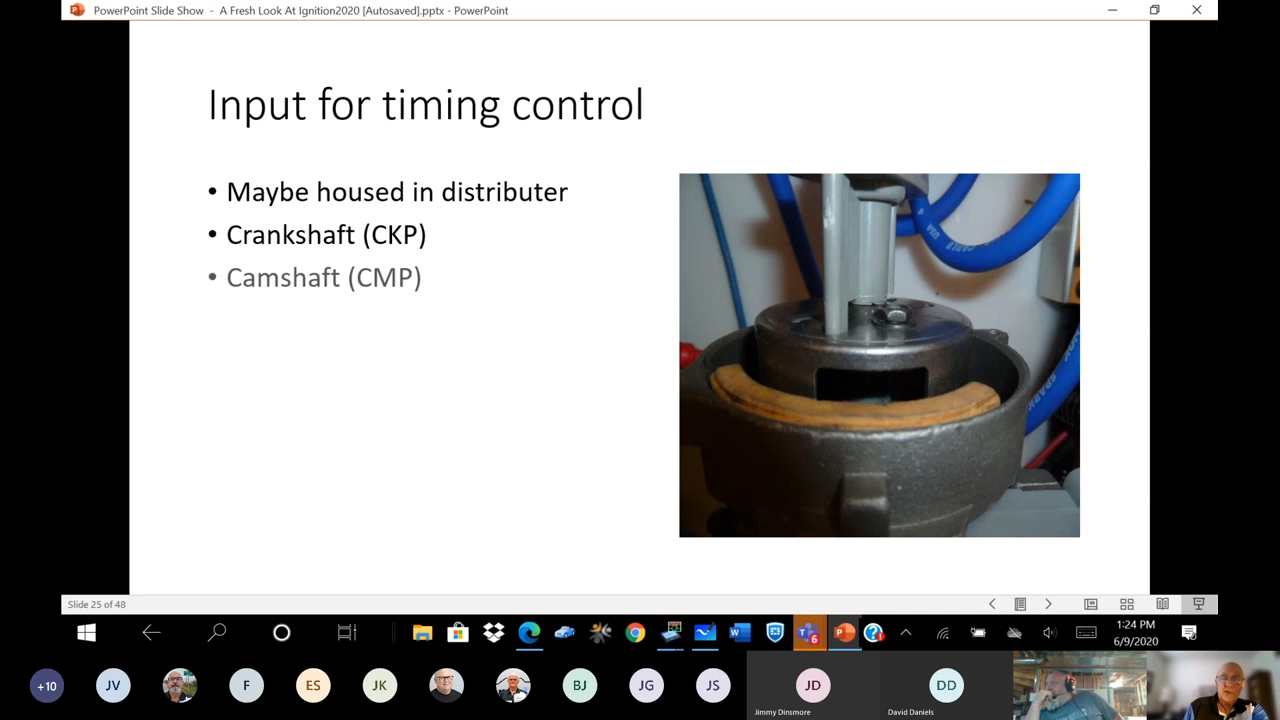 PowerPoint Slide Show - A Fresh Look At Ignition2020 [Autosaved].pptx - PowerPoint
Input for timing control
• Maybe housed in distributer
• Crankshaft (CKP)
• Camshaft (CMP)
USA
Slide 25 of 48
6
1:24 PM
6/9/2020
+10
JV
F
ES
JK
BJ
JG
JS
JD
DD
Jimmy Dinsmore
David Daniels